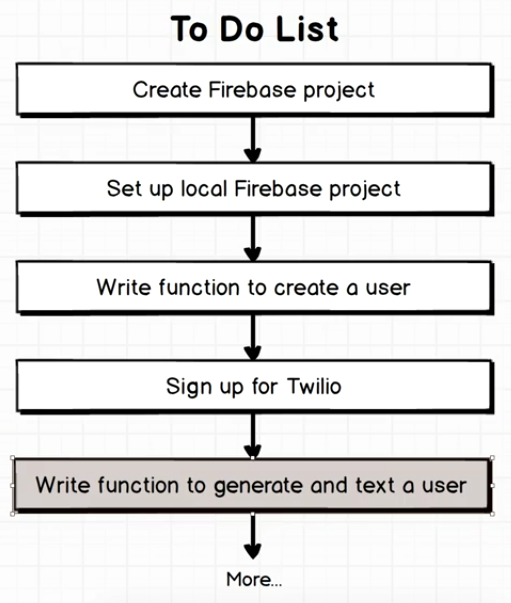 To Do List
Create Firebase project
Set up local Firebase project
Write function to create a user
Sign up for Twilio
Write function to generate and text a user
More...